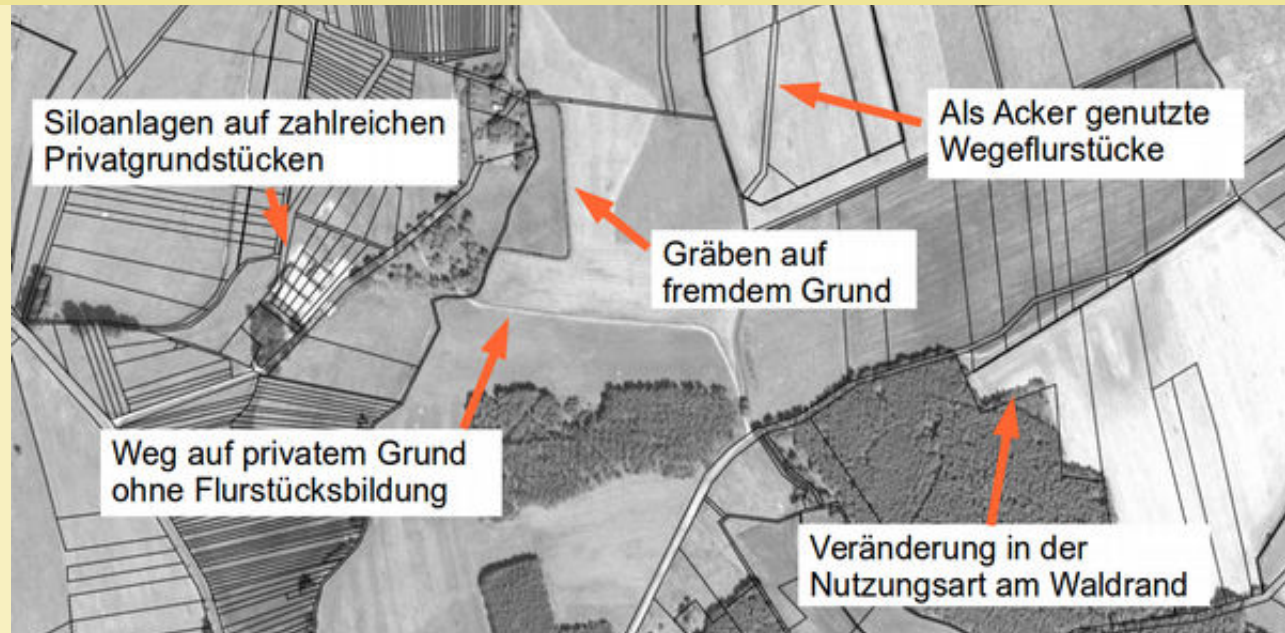 Siloanlagen auf zahlreichen
Privatgrundstücken
Als Acker genutzte
Wegeflurstücke
Gräben auf
fremdem Grund
Weg auf privatem Grund
ohne Flurstücksbildung
Veränderung in der
Nutzungsart am Waldrand